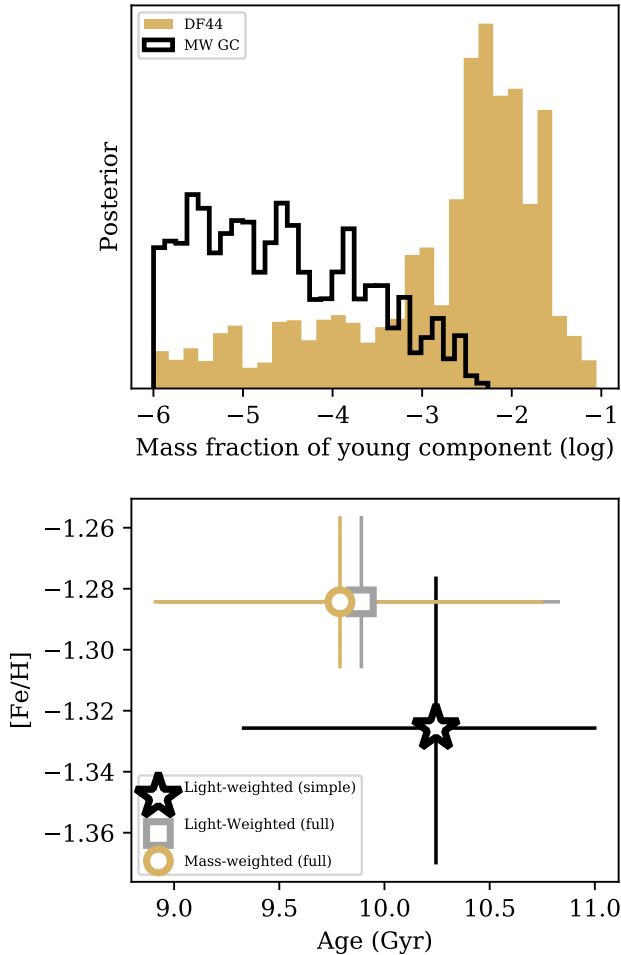 DF44
MW GC
Posterior
−6 −5 −4 −3 −2 −1
Mass fraction of young component (log)
−1.26
−1.28
−1.30
−1.32
−1.34
−1.36
[Fe/H]
Light-weighted (simple)
Light-Weighted (full)
Mass-weighted (full)
9.0 9.5 10.0 10.5 11.0
Age (Gyr)